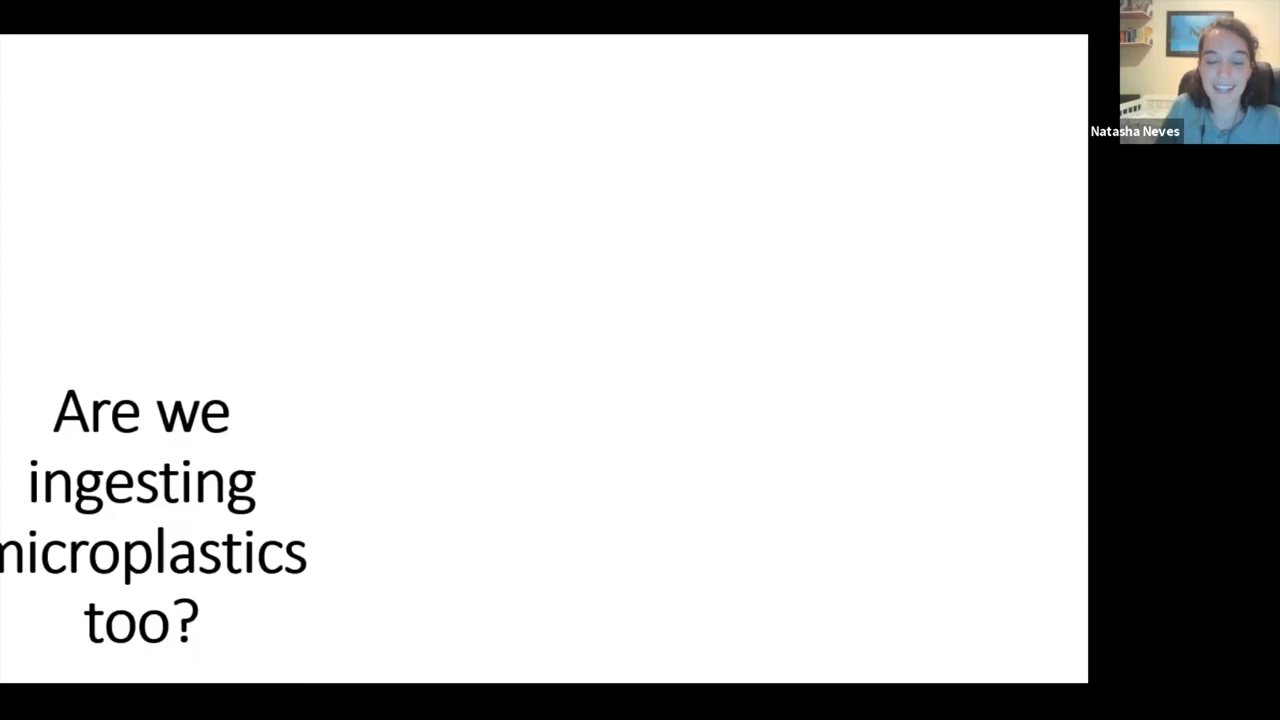 Are we
ingesting
microplastics
too?
Natasha Neves